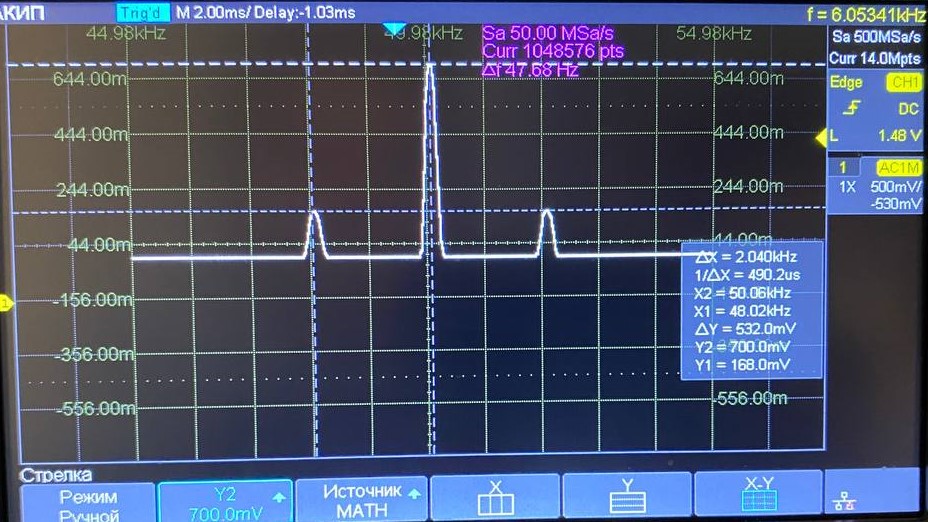 АКИП Trig'd M 2.00ms/ Delay:-1.03ms f = 6.05341kHz
44.98kHz 49.98kHz 54.98kHz
Sa 50.00 MSa/s
Curr 1048576 pts
Δf 47.68 Hz
Sa 500MSa/s
Curr 14.0Mpts
Edge CH1
DC
L 1.48 V
1 AC1M
1X 500mV/
-530mV
644.00m 644.00m
444.00m 444.00m
244.00m 244.00m
44.00m 44.00m
-156.00m
-356.00m
-556.00m -556.00m
1
ΔX = 2.040kHz
1/ΔX = 490.2us
X2 = 50.06kHz
X1 = 48.02kHz
ΔY = 532.0mV
Y2 = 700.0mV
Y1 = 168.0mV
Стрелка
Режим
Ручной
Y2
700.0mV
Источник
MATH
X
Y
X-Y